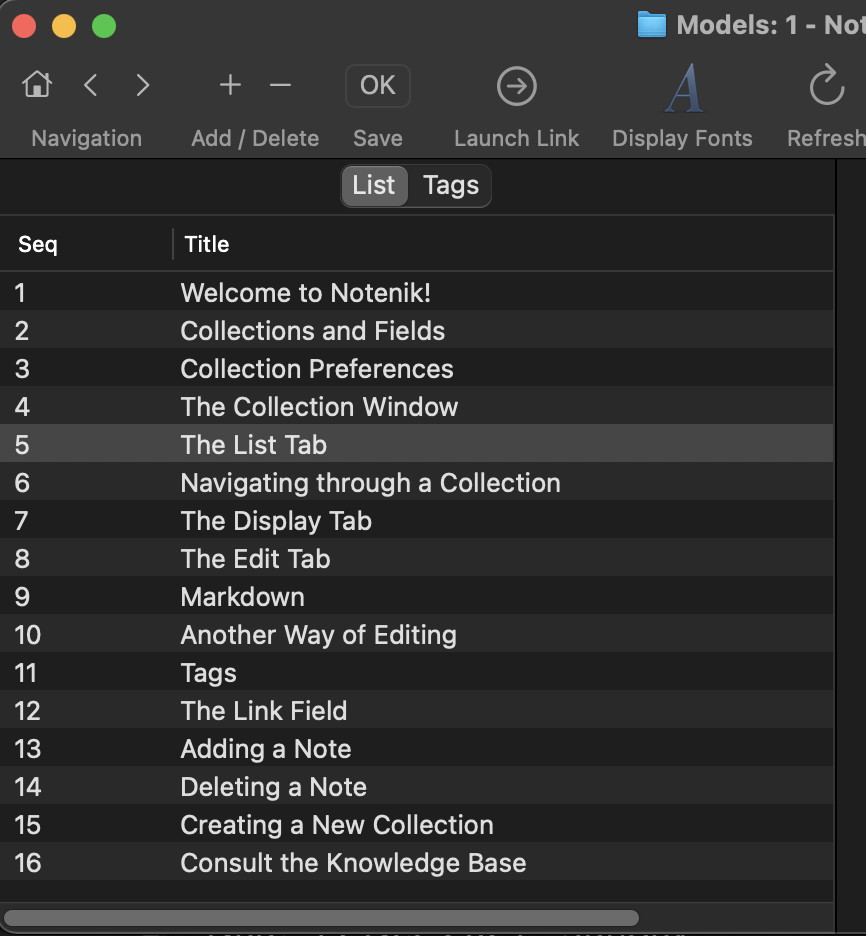 Models: 1 - Not
OK
Navigation Add / Delete Save Launch Link Display Fonts Refresh
List Tags
Seq Title
1 Welcome to Notenik!
2 Collections and Fields
3 Collection Preferences
4 The Collection Window
5 The List Tab
6 Navigating through a Collection
7 The Display Tab
8 The Edit Tab
9 Markdown
10 Another Way of Editing
11 Tags
12 The Link Field
13 Adding a Note
14 Deleting a Note
15 Creating a New Collection
16 Consult the Knowledge Base